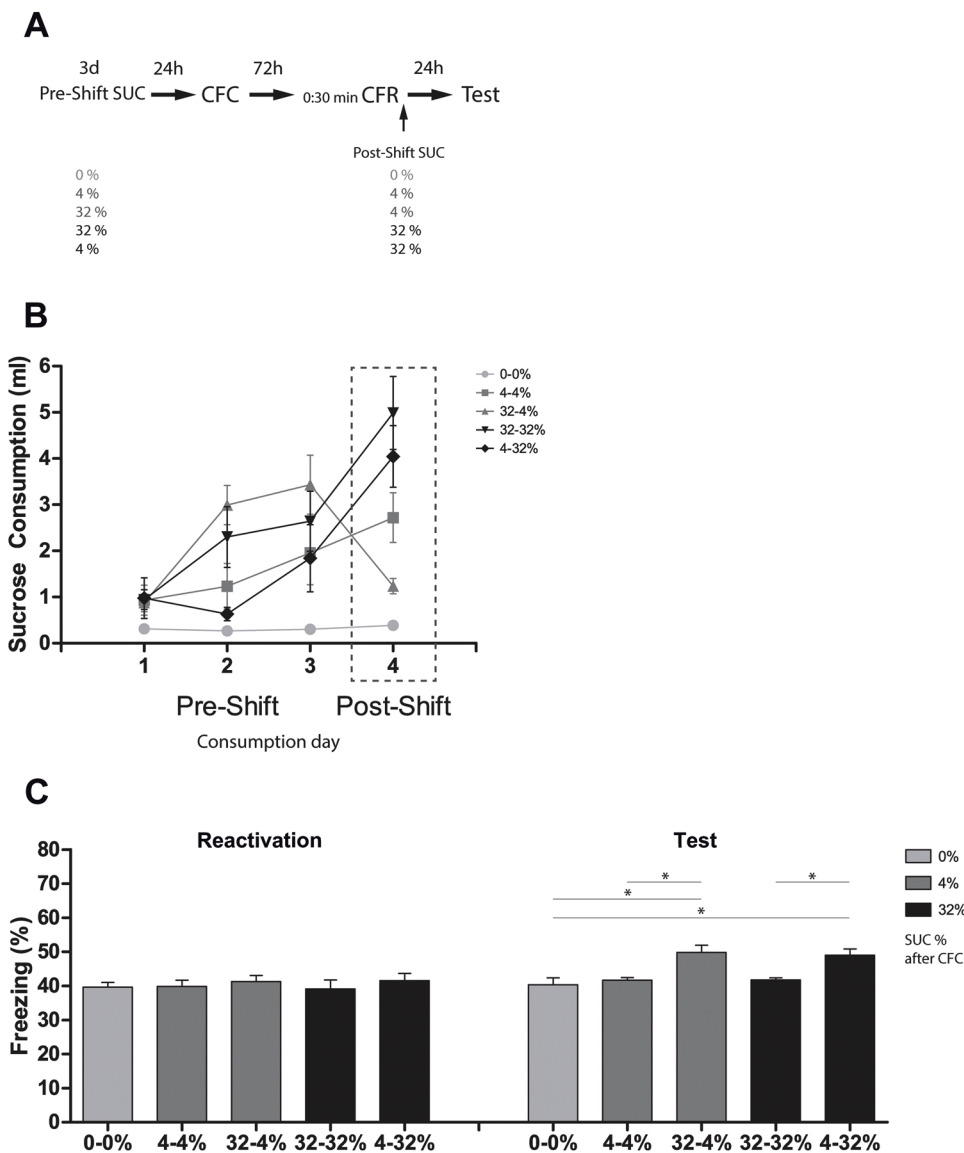 A
3d 24h 72h 24h
Pre-Shift SUC CFC 0:30 min CFR Test
Post-Shift SUC
0 % 0 %
4 % 4 %
32 % 4 %
32 % 32 %
4 % 32 %
B
Sucrose Consumption (ml)
6
5
4
3
2
1
0
1 2 3 4
Pre-Shift Post-Shift
Consumption day
0-0%
4-4%
32-4%
32-32%
4-32%
C
Reactivation Test
Freezing (%)
80
70
60
50
40
30
20
10
0
* *
*
*
0-0% 4-4% 32-4% 32-32% 4-32% 0-0% 4-4% 32-4% 32-32% 4-32%
0%
4%
32%
SUC %
after CFC